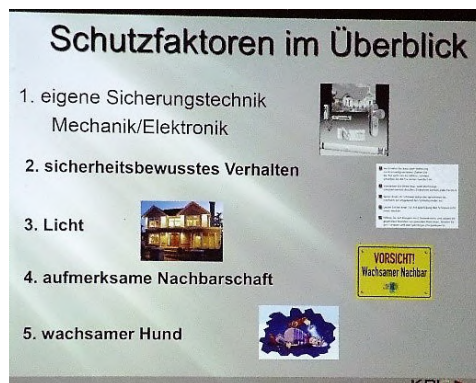 Schutzfaktoren im Überblick
1. eigene Sicherungstechnik
Mechanik/Elektronik
2. sicherheitsbewusstes Verhalten
3. Licht
4. aufmerksame Nachbarschaft
VORSICHT!
Wachsamer Nachbar
5. wachsamer Hund